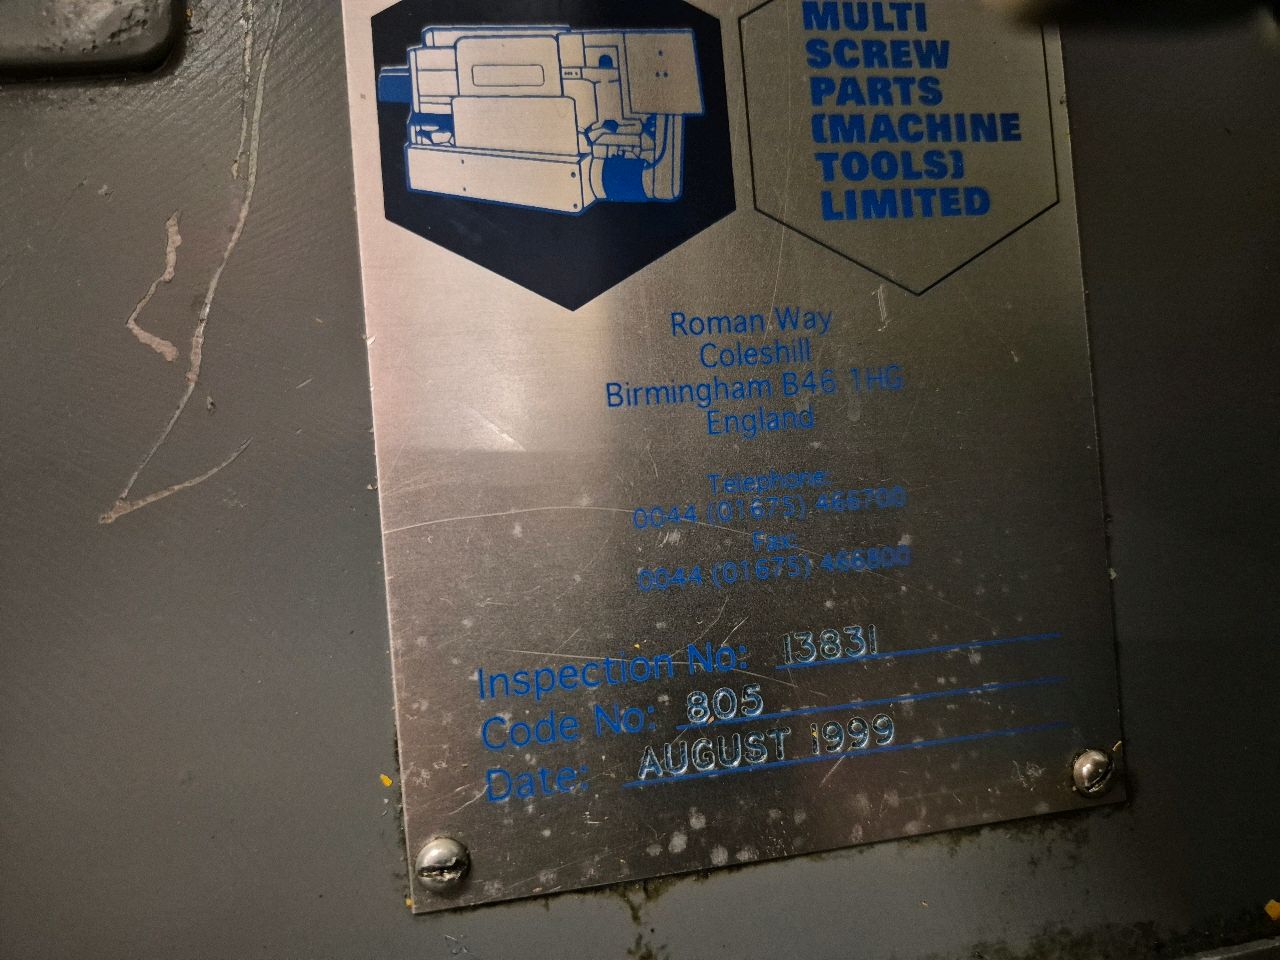 MULTI
SCREW
PARTS
(MACHINE
TOOLS)
LIMITED
Roman Way
Coleshill
Birmingham B46 1HG
England
Telephone:
0044 (01675) 466700
Fax:
0044 (01675) 466800
Inspection No: 13831
Code No: 805
Date: AUGUST 1999